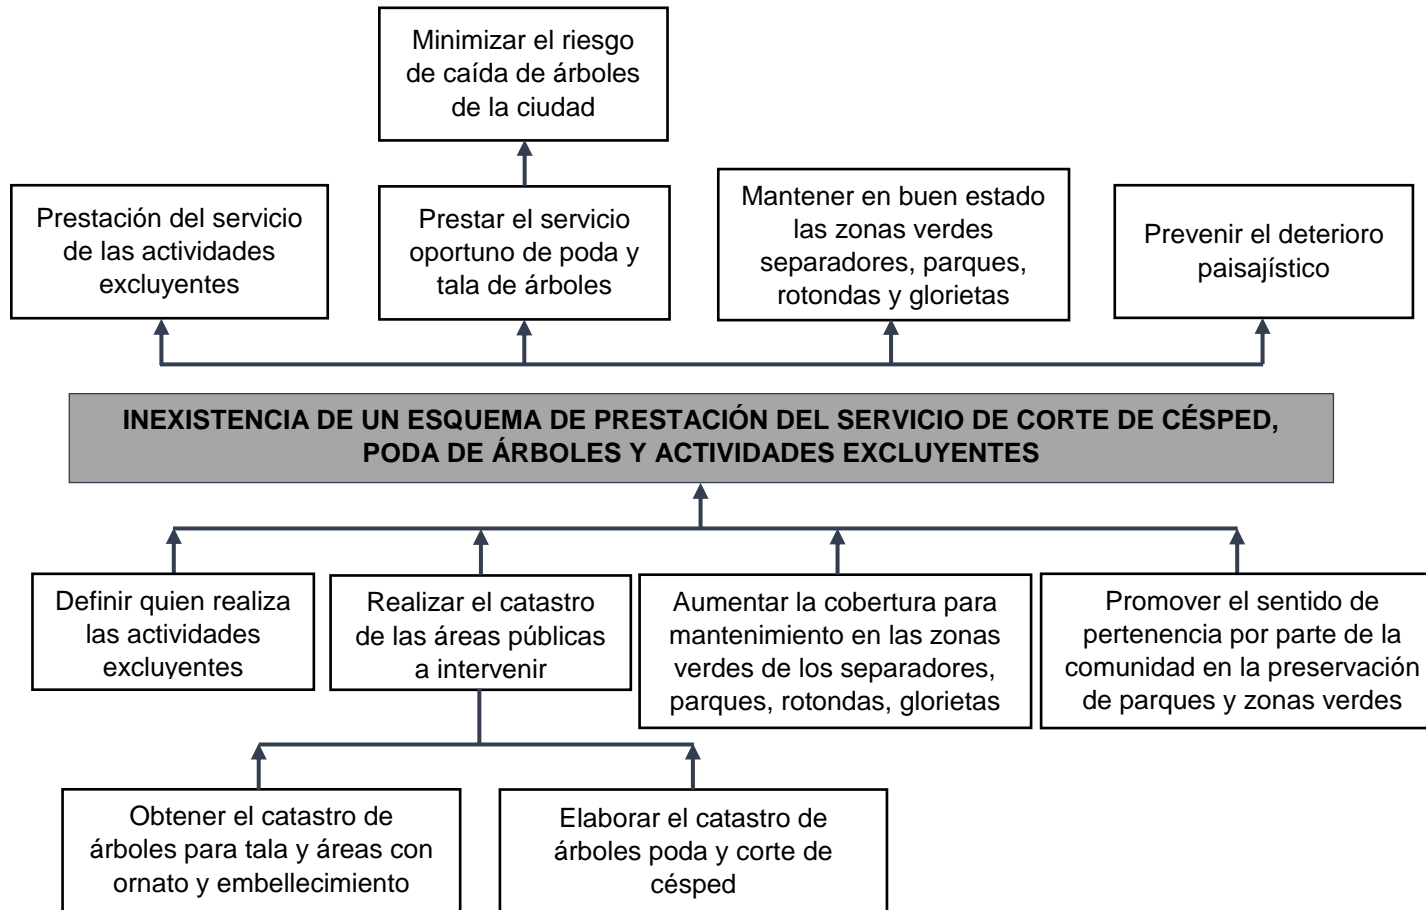 Minimizar el riesgo
de caída de árboles
de la ciudad
Prestación del servicio
de las actividades
excluyentes
Prestar el servicio
oportuno de poda y
tala de árboles
Mantener en buen estado
las zonas verdes
separadores, parques,
rotondas y glorietas
Prevenir el deterioro
paisajístico
INEXISTENCIA DE UN ESQUEMA DE PRESTACIÓN DEL SERVICIO DE CORTE DE CÉSPED,
PODA DE ÁRBOLES Y ACTIVIDADES EXCLUYENTES
Definir quien realiza
las actividades
excluyentes
Realizar el catastro
de las áreas públicas
a intervenir
Aumentar la cobertura para
mantenimiento en las zonas
verdes de los separadores,
parques, rotondas, glorietas
Promover el sentido de
pertenencia por parte de la
comunidad en la preservación
de parques y zonas verdes
Obtener el catastro de
árboles para tala y áreas con
ornato y embellecimiento
Elaborar el catastro de
árboles poda y corte de
césped